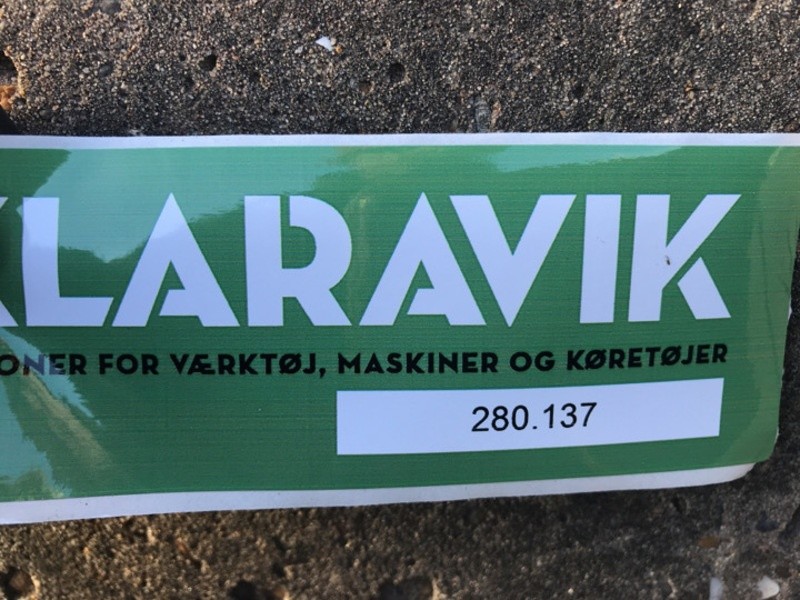 KLARAVIK
ONER FOR VÆRKTØJ, MASKINER OG KØRETØJER
280.137